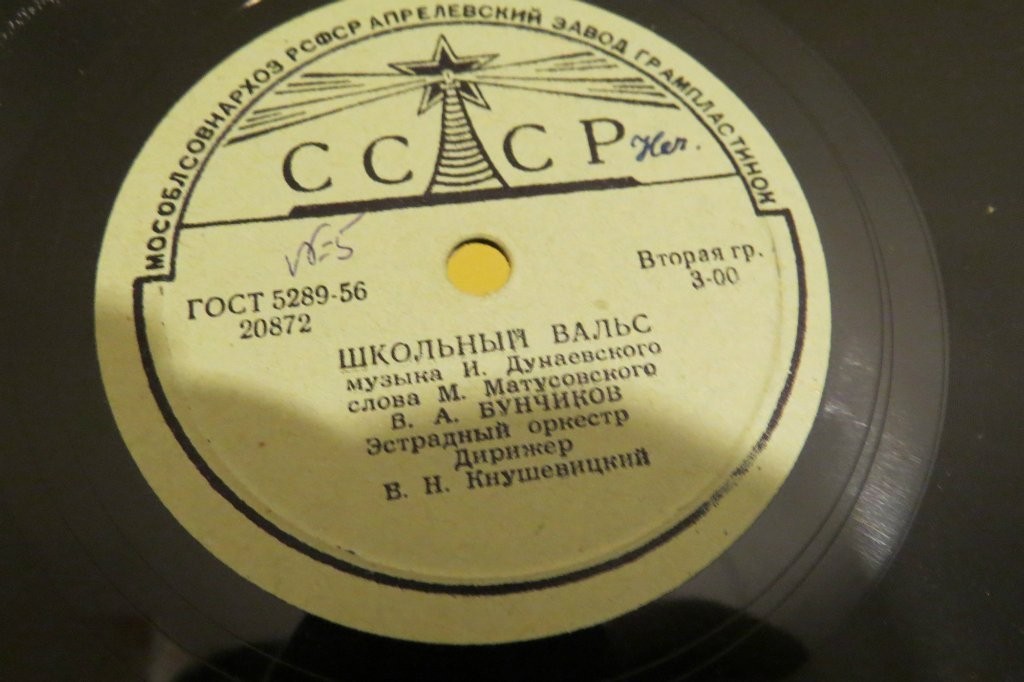 МОСОБЛСОВНАРХОЗ РСФСР АПРЕЛЕВСКИЙ ЗАВОД ГРАМПЛАСТИНОК
СССР
№5
ГОСТ 5289-56
20872
Вторая гр.
3-00
ШКОЛЬНЫЙ ВАЛЬС
музыка И. Дунаевского
слова М. Матусовского
В. А. БУНЧИКОВ
Эстрадный оркестр
Дирижер
В. Н. Кнушевицкий